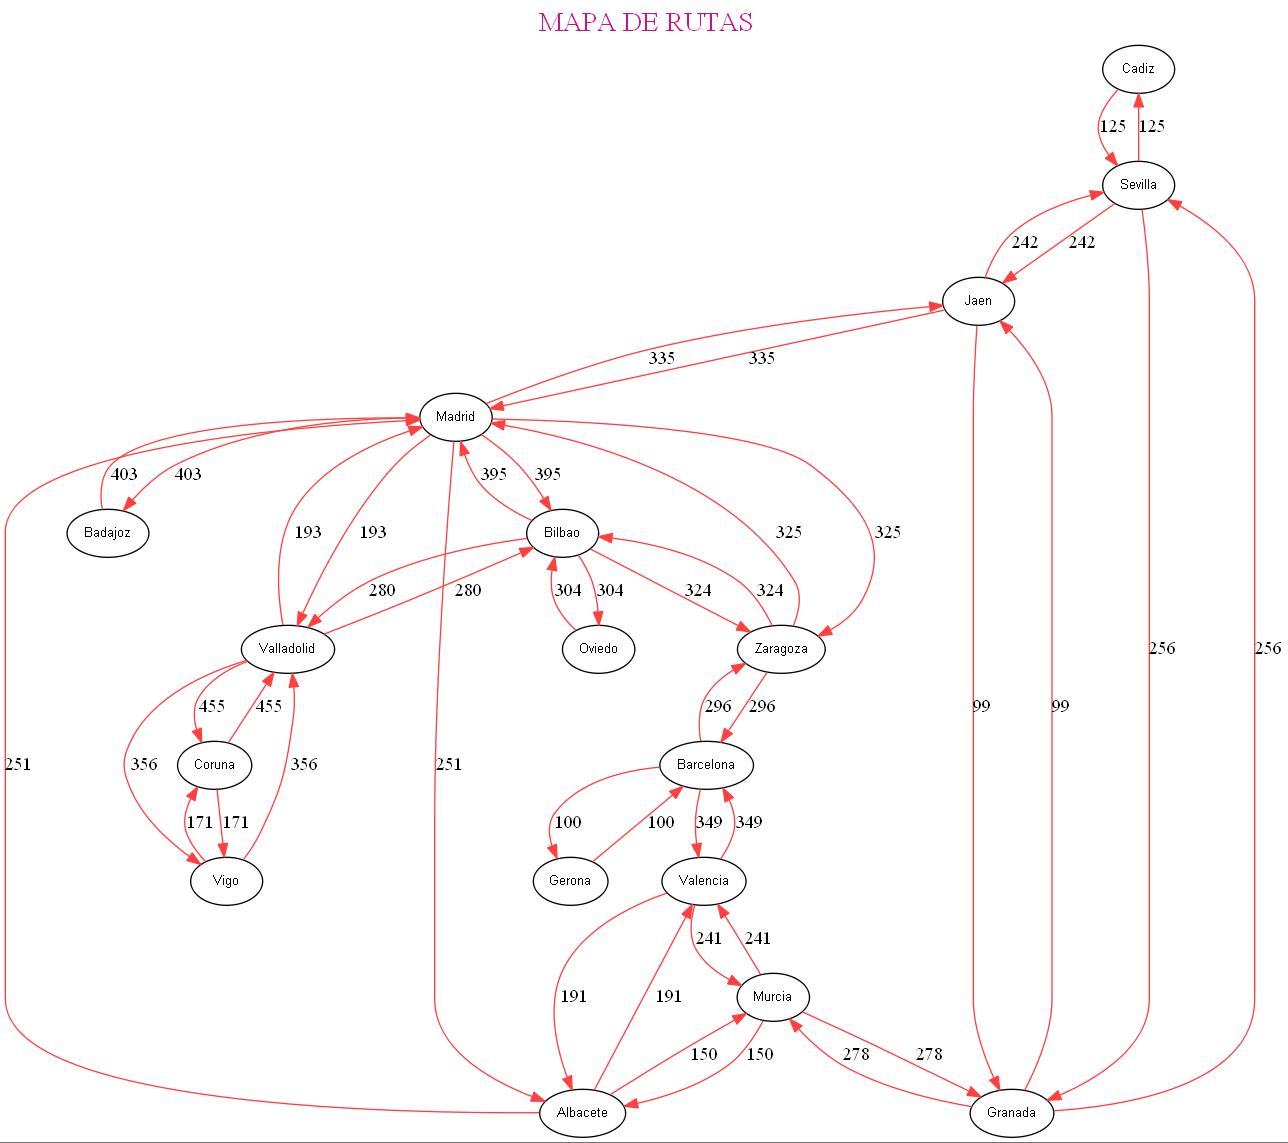 MAPA DE RUTAS
Cadiz
125 125
Sevilla
242 242
Jaen
335 335
Madrid
403 403 395 395
Badajoz 193 193 Bilbao 325 325
280 280 304 304 324 324
Valladolid Oviedo Zaragoza 256 256
455 455 296 296 99 99
251 356 Coruna 356 251 Barcelona
171 171 100 100 349 349
Vigo Gerona Valencia
241 241
191 191 Murcia
150 150 278 278
Albacete Granada